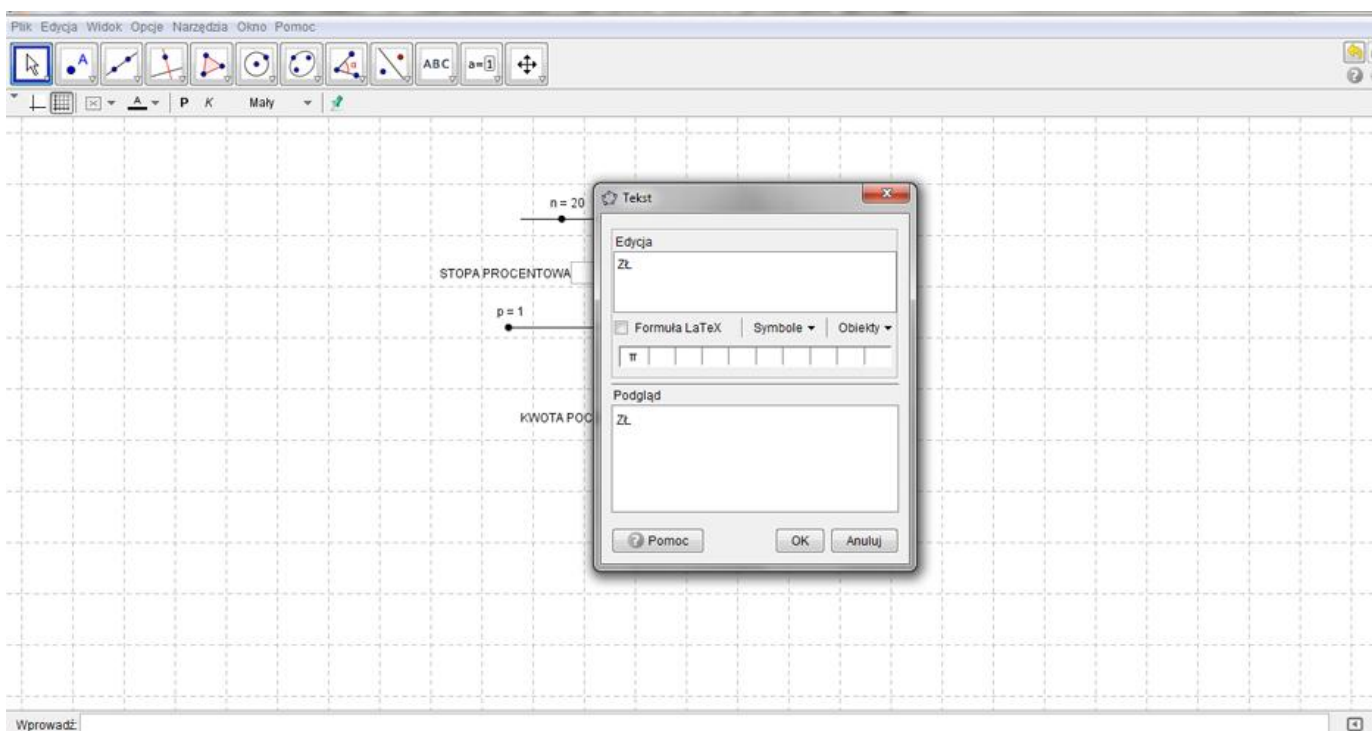 Plik Edycja Widok Opcje Narzędzia Okno Pomoc
A ABC a=1
A P K Mały
n = 20
STOPA PROCENTOWA
p = 1
KWOTA POC
Tekst
Edycja
ZŁ
Formuła LaTeX Symbole Obiekty
π
Podgląd
ZŁ
Pomoc OK Anuluj
Wprowadź: